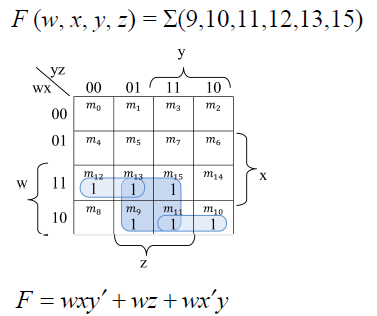 F (w, x, y, z) = Σ(9,10,11,12,13,15)
y
yz
wx 00 01 11 10
00 m₀ m₁ m₃ m₂
01 m₄ m₅ m₇ m₆
w 11 m₁₂ m₁₃ m₁₅ m₁₄ x
1 1 1
10 m₈ m₉ m₁₁ m₁₀
1 1 1
z
F = wxy′ + wz + wx′y